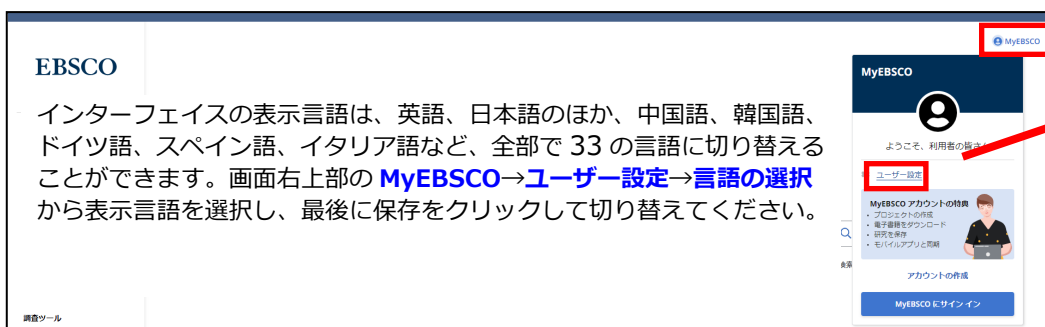 MyEBSCO
EBSCO
インターフェイスの表示言語は、英語、日本語のほか、中国語、韓国語、
ドイツ語、スペイン語、イタリア語など、全部で 33 の言語に切り替える
ことができます。画面右上部の MyEBSCO→ユーザー設定→言語の選択
から表示言語を選択し、最後に保存をクリックして切り替えてください。
MyEBSCO
ようこそ、利用者の皆さ
ユーザー設定
MyEBSCO アカウントの特典
・プロジェクトの作成
・電子書籍をダウンロード
・研究を保存
・モバイルアプリと同期
アカウントの作成
MyEBSCO にサイン イン
調査ツール